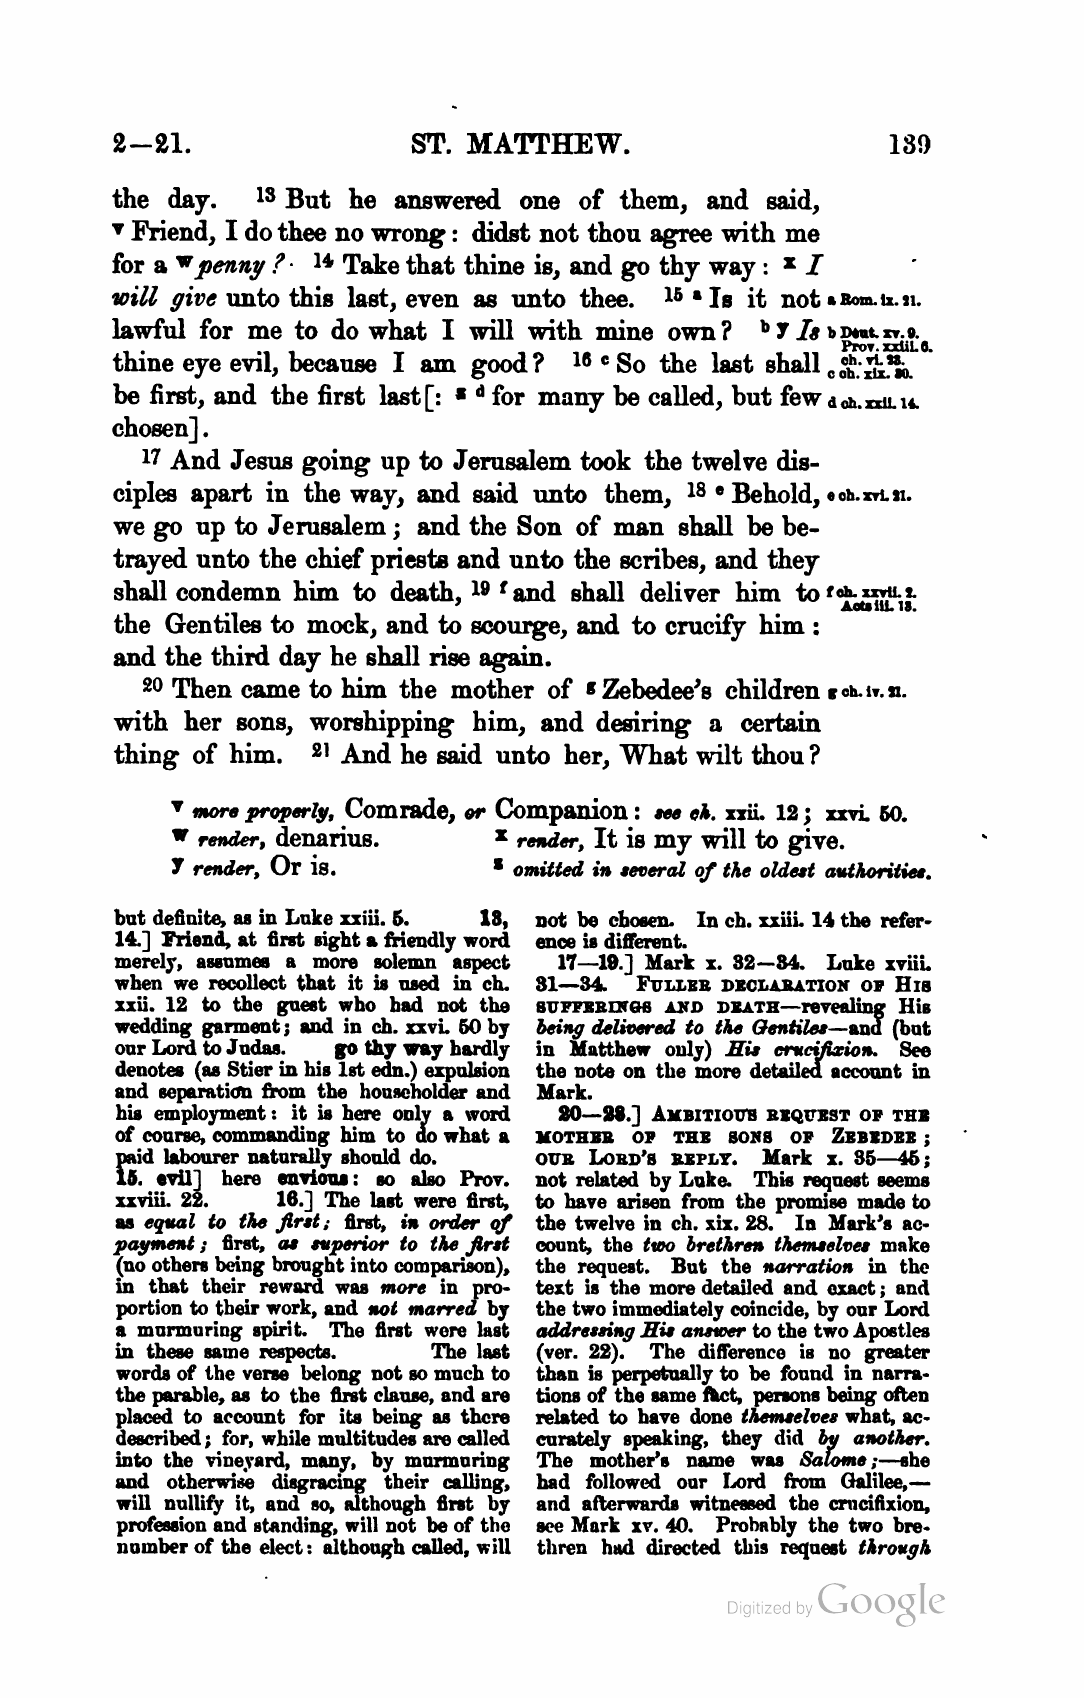 2—21. ST. MATTHEW. 139
the day. 13 But he answered one of them, and said,
v Friend, I do thee no wrong: didst not thou agree with me
for a w penny? 14 Take that thine is, and go thy way: x I
will give unto this last, even as unto thee. 15 a Is it not a Rom. ix. 21.
lawful for me to do what I will with mine own? b y Is b Deut. xv. 9.
Prov. xxiii. 6.
thine eye evil, because I am good? 16 c So the last shall ch. vi. 23.
c ch. xix. 30.
be first, and the first last[: z d for many be called, but few d ch. xxii. 14.
chosen].
17 And Jesus going up to Jerusalem took the twelve dis-
ciples apart in the way, and said unto them, 18 e Behold, e ch. xvi. 21.
we go up to Jerusalem; and the Son of man shall be be-
trayed unto the chief priests and unto the scribes, and they
shall condemn him to death, 19 f and shall deliver him to f ch. xxvii. 2.
Acts iii. 13.
the Gentiles to mock, and to scourge, and to crucify him:
and the third day he shall rise again.
20 Then came to him the mother of g Zebedee's children g ch. iv. 21.
with her sons, worshipping him, and desiring a certain
thing of him. 21 And he said unto her, What wilt thou?
v more properly, Comrade, or Companion: see ch. xxii. 12; xxvi. 50.
w render, denarius. x render, It is my will to give.
y render, Or is. z omitted in several of the oldest authorities.
but definite, as in Luke xxiii. 5. 13,
14.] Friend, at first sight a friendly word
merely, assumes a more solemn aspect
when we recollect that it is used in ch.
xxii. 12 to the guest who had not the
wedding garment; and in ch. xxvi. 50 by
our Lord to Judas. go thy way hardly
denotes (as Stier in his 1st edn.) expulsion
and separation from the householder and
his employment: it is here only a word
of course, commanding him to do what a
paid labourer naturally should do.
15. evil] here envious: so also Prov.
xxviii. 22. 16.] The last were first,
as equal to the first; first, in order of
payment; first, as superior to the first
(no others being brought into comparison),
in that their reward was more in pro-
portion to their work, and not marred by
a murmuring spirit. The first were last
in these same respects. The last
words of the verse belong not so much to
the parable, as to the first clause, and are
placed to account for its being as there
described; for, while multitudes are called
into the vineyard, many, by murmuring
and otherwise disgracing their calling,
will nullify it, and so, although first by
profession and standing, will not be of the
number of the elect: although called, will
not be chosen. In ch. xxiii. 14 the refer-
ence is different.
17—19.] Mark x. 32—34. Luke xviii.
31—34. FULLER DECLARATION OF HIS
SUFFERINGS AND DEATH—revealing His
being delivered to the Gentiles—and (but
in Matthew only) His crucifixion. See
the note on the more detailed account in
Mark.
20—28.] AMBITIOUS REQUEST OF THE
MOTHER OF THE SONS OF ZEBEDEE;
OUR LORD'S REPLY. Mark x. 35—45;
not related by Luke. This request seems
to have arisen from the promise made to
the twelve in ch. xix. 28. In Mark's ac-
count, the two brethren themselves make
the request. But the narration in the
text is the more detailed and exact; and
the two immediately coincide, by our Lord
addressing His answer to the two Apostles
(ver. 22). The difference is no greater
than is perpetually to be found in narra-
tions of the same fact, persons being often
related to have done themselves what, ac-
curately speaking, they did by another.
The mother's name was Salome;—she
had followed our Lord from Galilee,—
and afterwards witnessed the crucifixion,
see Mark xv. 40. Probably the two bre-
thren had directed this request through
Digitized by Google